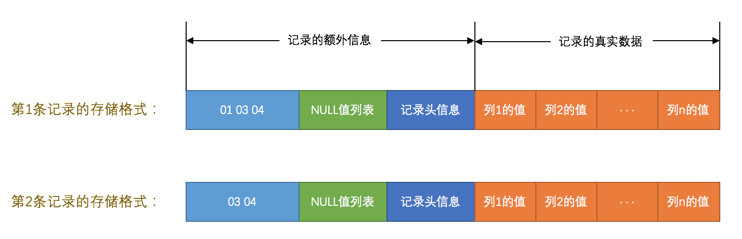 记录的额外信息 记录的真实数据
第1条记录的存储格式： 01 03 04 NULL值列表 记录头信息 列1的值 列2的值 ... 列n的值
第2条记录的存储格式： 03 04 NULL值列表 记录头信息 列1的值 列2的值 ... 列n的值